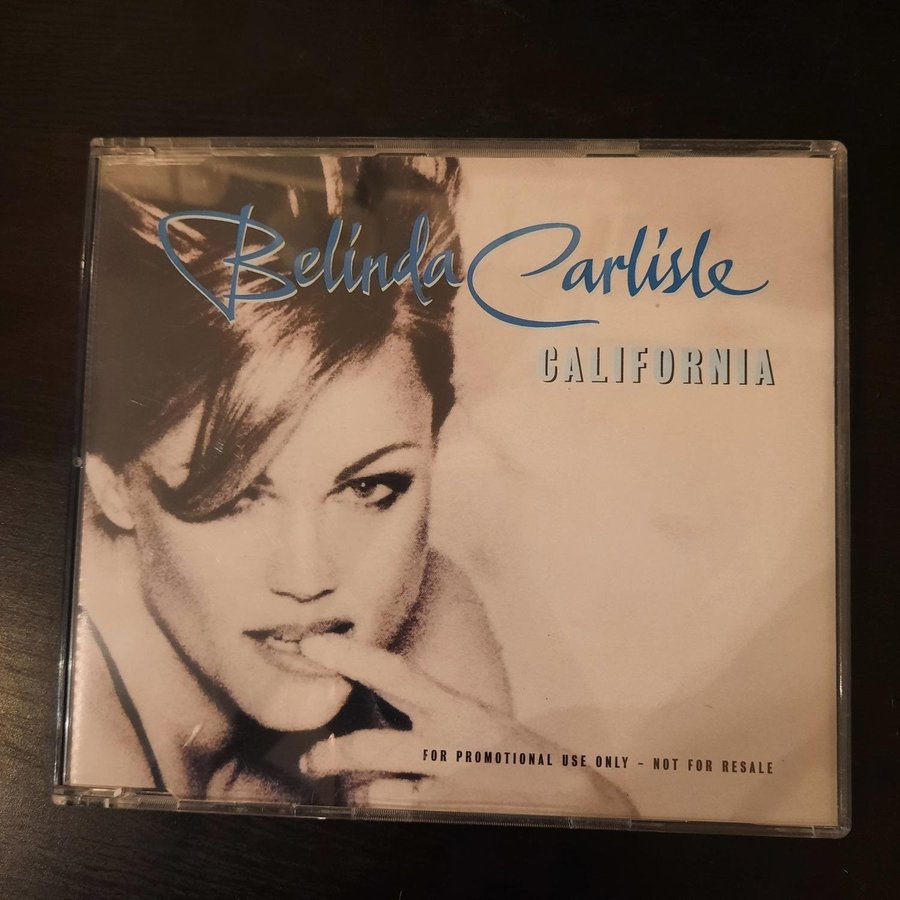 Belinda Carlisle
CALIFORNIA
FOR PROMOTIONAL USE ONLY - NOT FOR RESALE